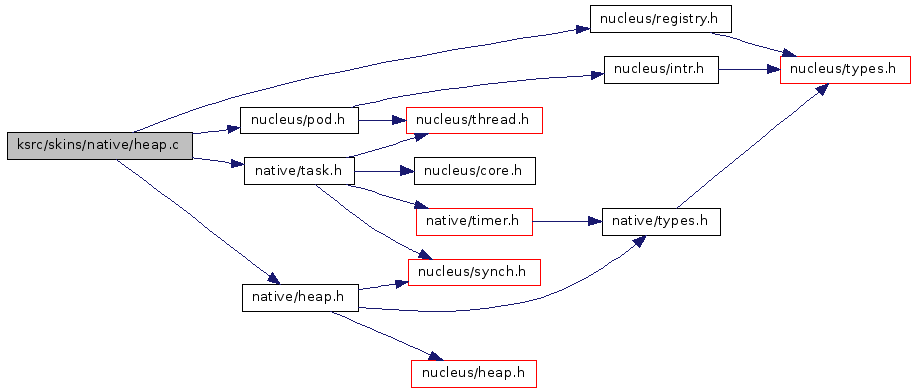 nucleus/registry.h
nucleus/intr.h
nucleus/types.h
nucleus/pod.h
nucleus/thread.h
ksrc/skins/native/heap.c
native/task.h
nucleus/core.h
native/timer.h
native/types.h
nucleus/synch.h
native/heap.h
nucleus/heap.h